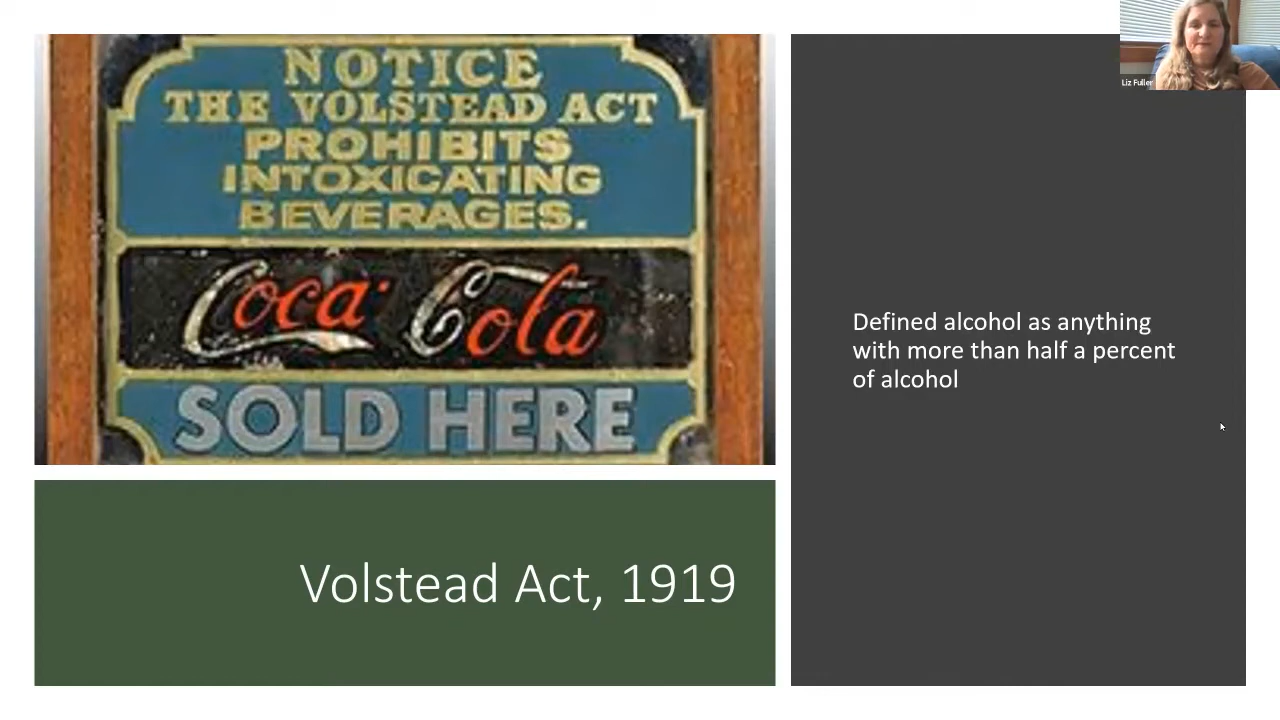 NOTICE
THE VOLSTEAD ACT
PROHIBITS
INTOXICATING
BEVERAGES.
Coca-Cola
SOLD HERE
Volstead Act, 1919
Defined alcohol as anything
with more than half a percent
of alcohol
Liz Fuller